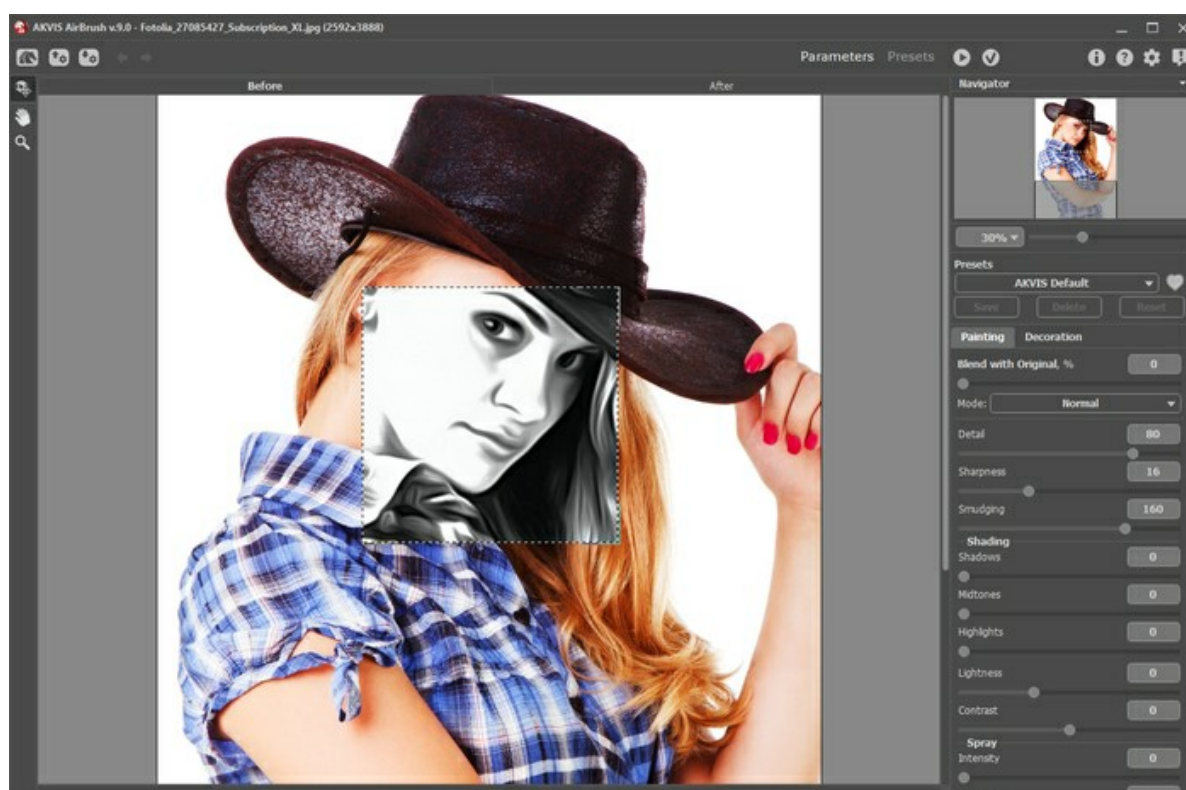 AKVIS AirBrush v.9.0 - Fotolia_27085427_Subscription_XL.jpg (2592x3888)
Parameters Presets
Before After
Navigator
30%
Presets
AKVIS Default
Save Delete Reset
Painting Decoration
Blend with Original, % 0
Mode: Normal
Detail 80
Sharpness 16
Smudging 160
Shading
Shadows 0
Midtones 0
Highlights 0
Lightness 0
Contrast 0
Spray
Intensity 0